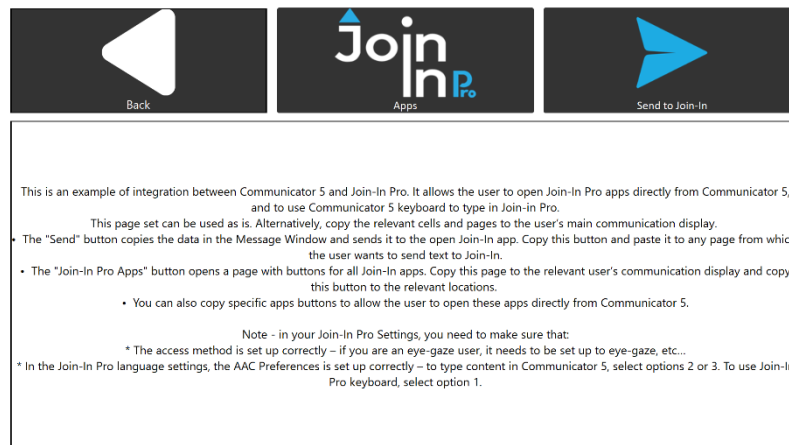 Join
In Pro
Back
Apps
Send to Join-In
This is an example of integration between Communicator 5 and Join-In Pro. It allows the user to open Join-In Pro apps directly from Communicator 5,
and to use Communicator 5 keyboard to type in Join-in Pro.
This page set can be used as is. Alternatively, copy the relevant cells and pages to the user's main communication display.
• The "Send" button copies the data in the Message Window and sends it to the open Join-In app. Copy this button and paste it to any page from whic
the user wants to send text to Join-In.
• The "Join-In Pro Apps" button opens a page with buttons for all Join-In apps. Copy this page to the relevant user's communication display and copy
this button to the relevant locations.
• You can also copy specific apps buttons to allow the user to open these apps directly from Communicator 5.
Note - in your Join-In Pro Settings, you need to make sure that:
* The access method is set up correctly – if you are an eye-gaze user, it needs to be set up to eye-gaze, etc...
* In the Join-In Pro language settings, the AAC Preferences is set up correctly – to type content in Communicator 5, select options 2 or 3. To use Join-I
Pro keyboard, select option 1.